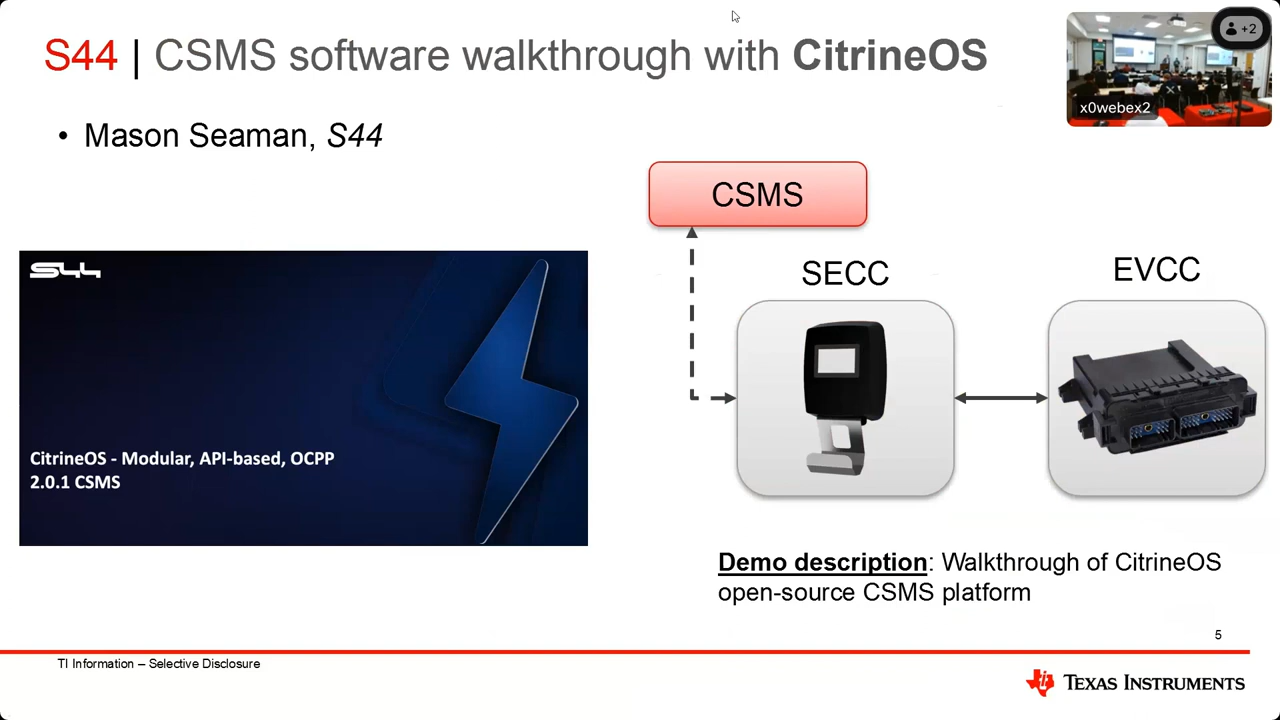 S44 | CSMS software walkthrough with CitrineOS
+2
x0webex2
• Mason Seaman, S44
CSMS
SECC
EVCC
S44
CitrineOS - Modular, API-based, OCPP
2.0.1 CSMS
Demo description: Walkthrough of CitrineOS
open-source CSMS platform
5
TI Information – Selective Disclosure
TEXAS INSTRUMENTS